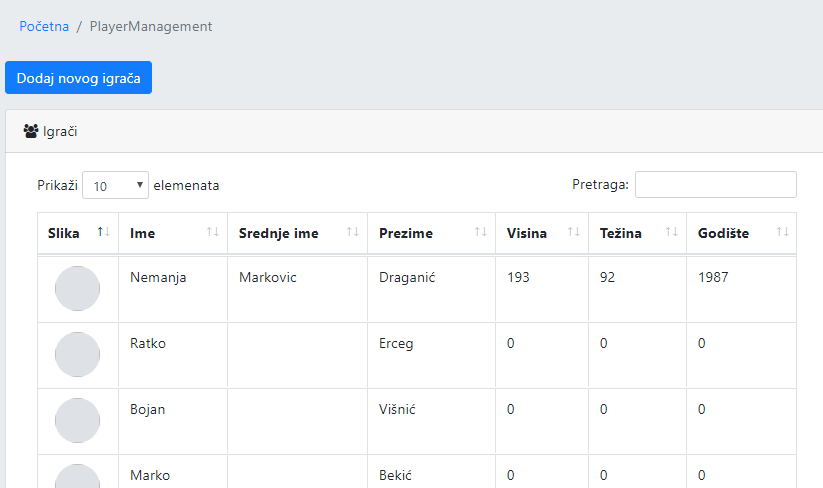 Početna / PlayerManagement
Dodaj novog igrača
Igrači
Prikaži 10 elemenata Pretraga:
Slika Ime Srednje ime Prezime Visina Težina Godište
Nemanja Markovic Draganić 193 92 1987
Ratko Erceg 0 0 0
Bojan Višnić 0 0 0
Marko Bekić 0 0 0